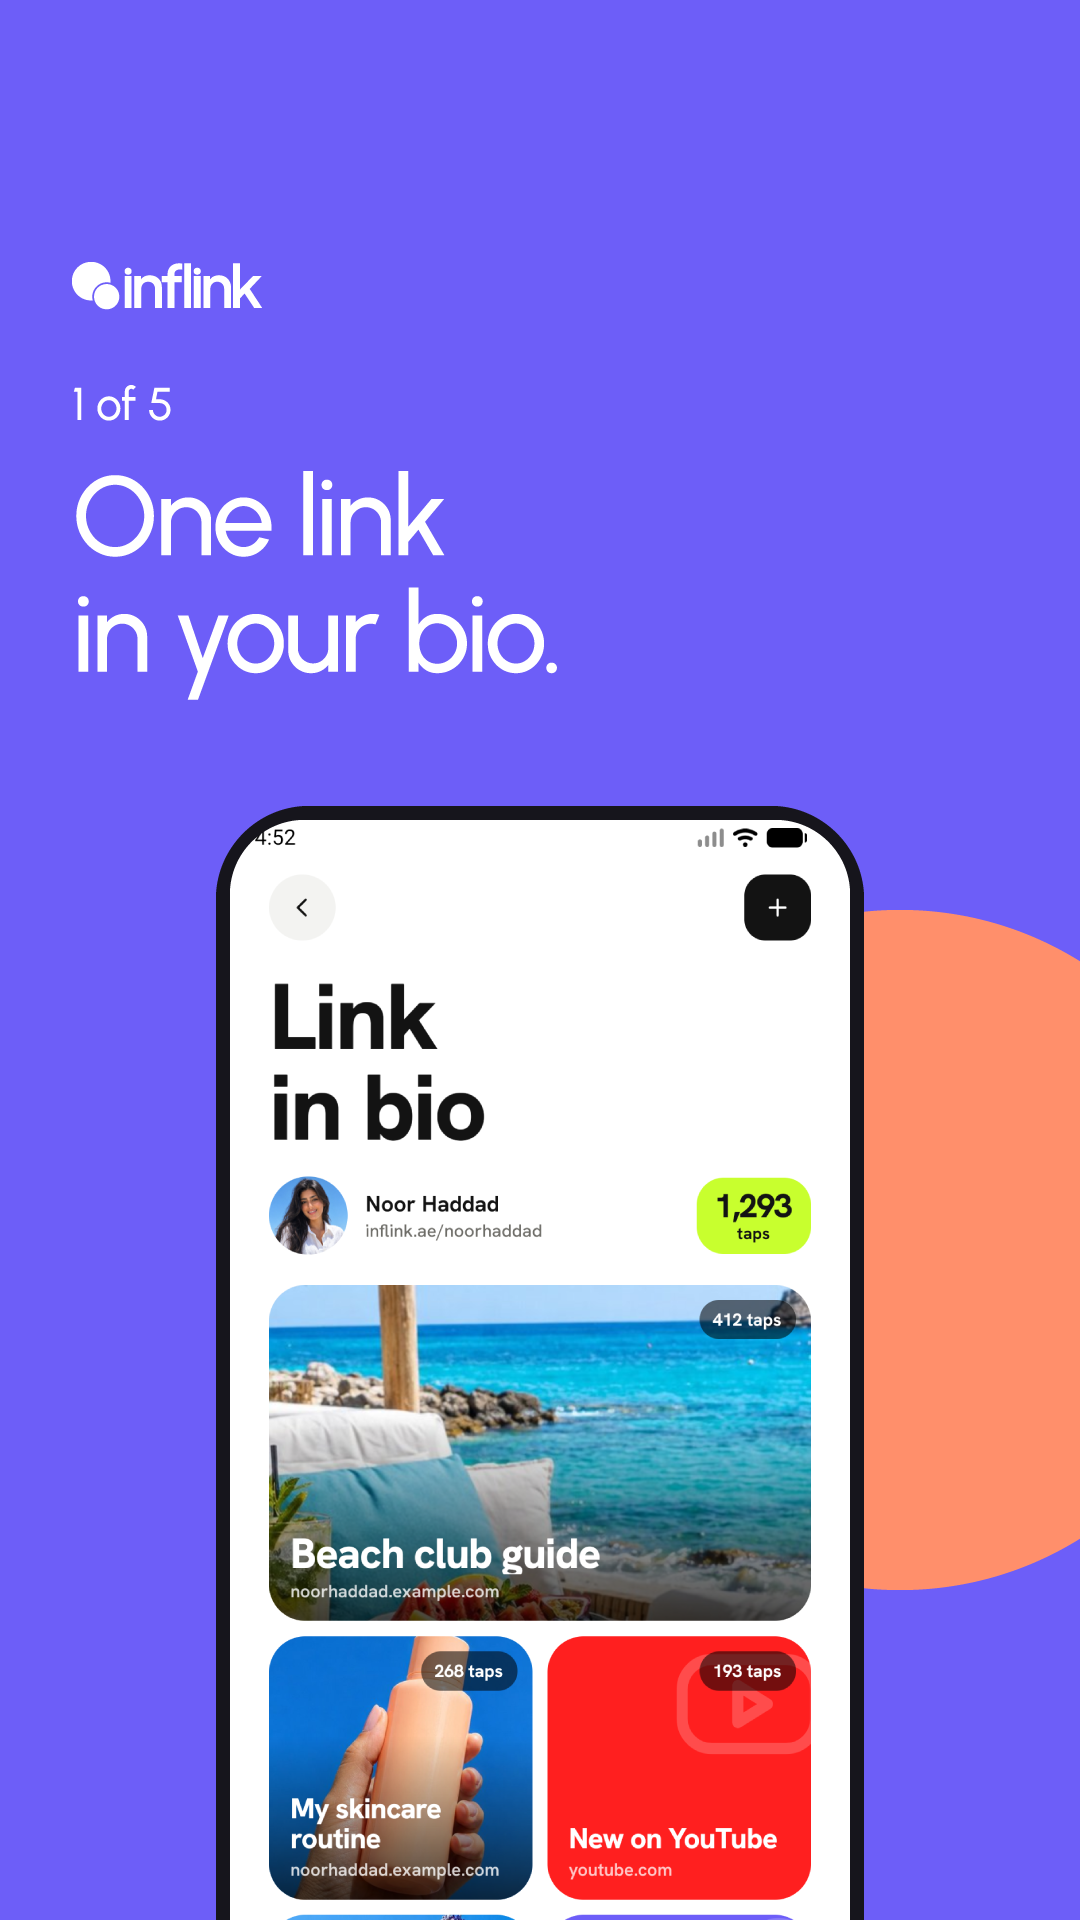 inflink
1 of 5
One link
in your bio.
4:52
Link
in bio
Noor Haddad
inflink.ae/noorhaddad
1,293
taps
412 taps
Beach club guide
noorhaddad.example.com
268 taps
My skincare
routine
noorhaddad.example.com
193 taps
New on YouTube
youtube.com